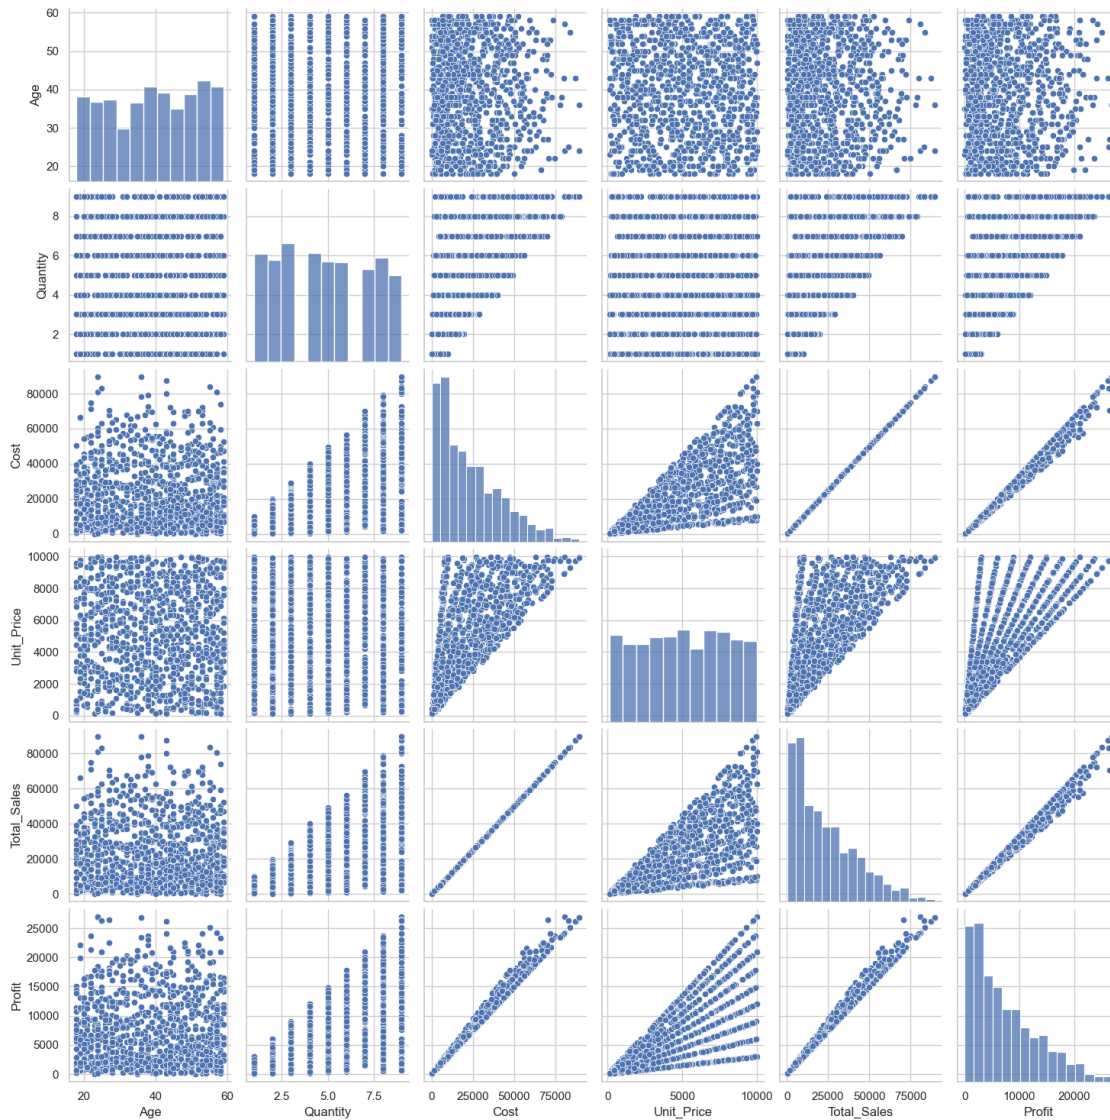 60
50
40
30
20
Age
8
6
4
2
Quantity
80000
60000
40000
20000
0
Cost
10000
8000
6000
4000
2000
0
Unit_Price
80000
60000
40000
20000
0
Total_Sales
25000
20000
15000
10000
5000
0
Profit
20 40 60
2.5 5.0 7.5
0 25000 50000 75000
0 5000 10000
0 25000 50000 75000
0 10000 20000
Age Quantity Cost Unit_Price Total_Sales Profit